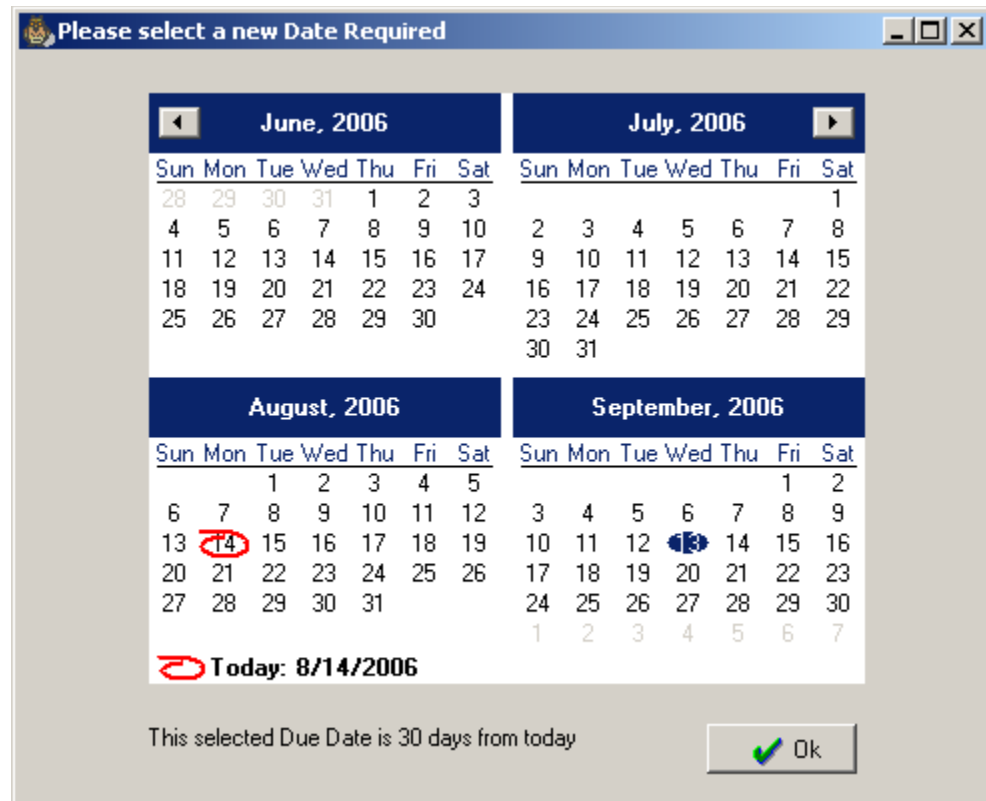 Please select a new Date Required
June, 2006
Sun Mon Tue Wed Thu Fri Sat
28 29 30 31 1 2 3
4 5 6 7 8 9 10
11 12 13 14 15 16 17
18 19 20 21 22 23 24
25 26 27 28 29 30
July, 2006
Sun Mon Tue Wed Thu Fri Sat
1
2 3 4 5 6 7 8
9 10 11 12 13 14 15
16 17 18 19 20 21 22
23 24 25 26 27 28 29
30 31
August, 2006
Sun Mon Tue Wed Thu Fri Sat
1 2 3 4 5
6 7 8 9 10 11 12
13 14 15 16 17 18 19
20 21 22 23 24 25 26
27 28 29 30 31
September, 2006
Sun Mon Tue Wed Thu Fri Sat
1 2
3 4 5 6 7 8 9
10 11 12 13 14 15 16
17 18 19 20 21 22 23
24 25 26 27 28 29 30
1 2 3 4 5 6 7
Today: 8/14/2006
This selected Due Date is 30 days from today
Ok